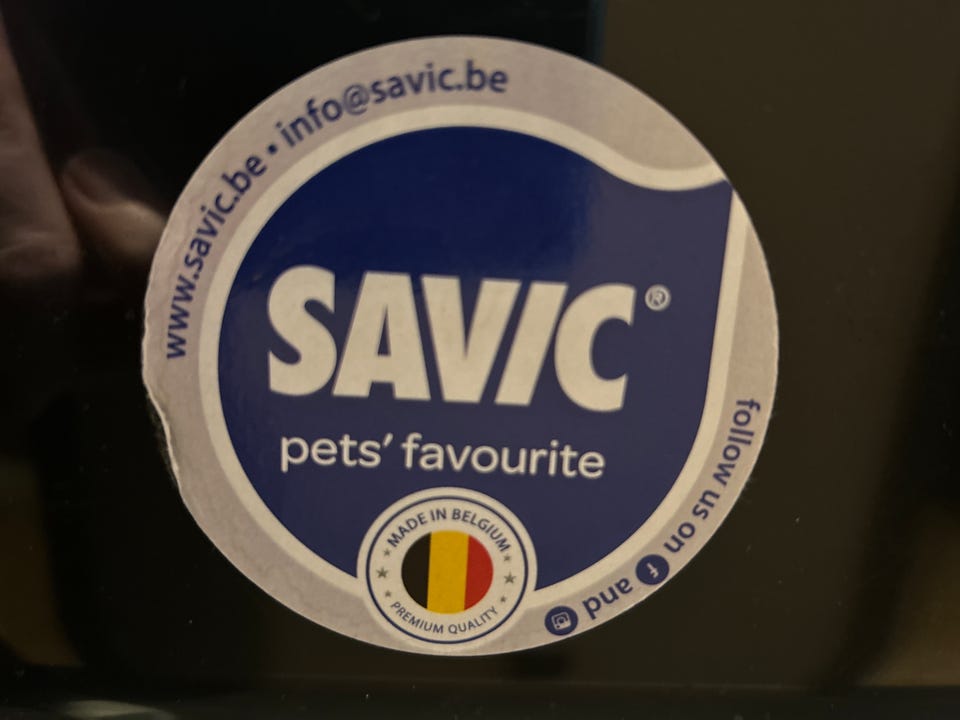 www.savic.be • info@savic.be
SAVIC®
pets' favourite
MADE IN BELGIUM
PREMIUM QUALITY
follow us on f and